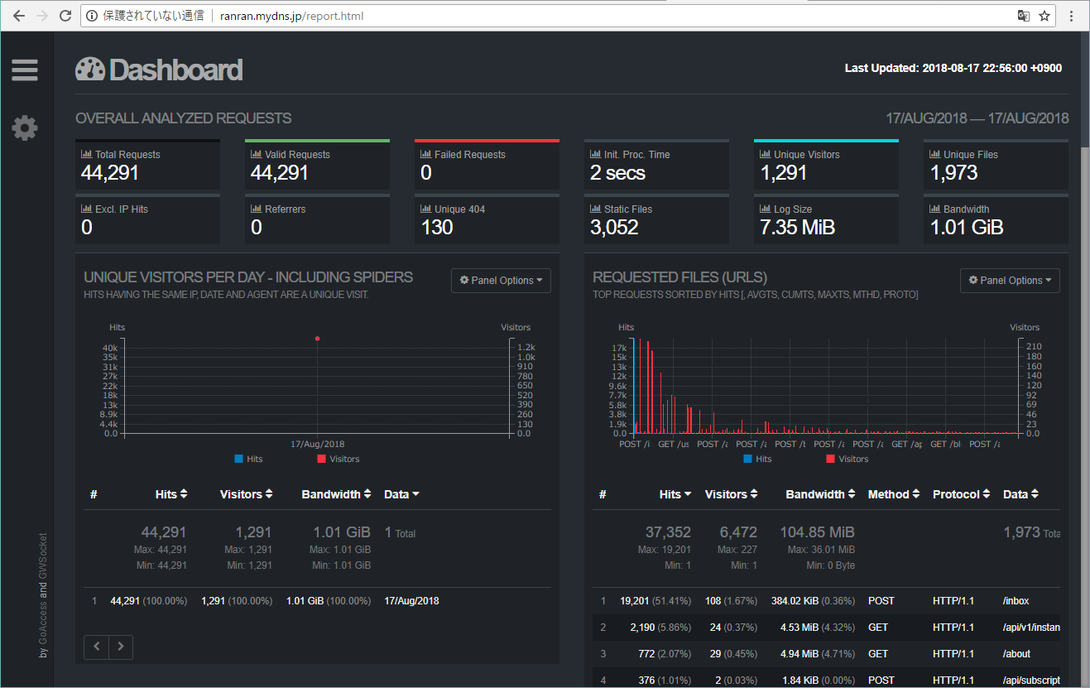 保護されていない通信 | ranran.mydns.jp/report.html
Dashboard
Last Updated: 2018-08-17 22:56:00 +0900
OVERALL ANALYZED REQUESTS
17/AUG/2018 — 17/AUG/2018
Total Requests
44,291
Valid Requests
44,291
Failed Requests
0
Init. Proc. Time
2 secs
Unique Visitors
1,291
Unique Files
1,973
Excl. IP Hits
0
Referrers
0
Unique 404
130
Static Files
3,052
Log Size
7.35 MiB
Bandwidth
1.01 GiB
UNIQUE VISITORS PER DAY - INCLUDING SPIDERS
Panel Options
HITS HAVING THE SAME IP, DATE AND AGENT ARE A UNIQUE VISIT.
Hits
Visitors
40k
35k
31k
27k
22k
18k
13k
8.9k
4.4k
0.0
1.2k
1.0k
910
780
650
520
390
260
130
0.0
17/Aug/2018
Hits
Visitors
# Hits Visitors Bandwidth Data
44,291 1,291 1.01 GiB 1 Total
Max: 44,291 Max: 1,291 Max: 1.01 GiB
Min: 44,291 Min: 1,291 Min: 1.01 GiB
1 44,291 (100.00%) 1,291 (100.00%) 1.01 GiB (100.00%) 17/Aug/2018
REQUESTED FILES (URLS)
Panel Options
TOP REQUESTS SORTED BY HITS [, AVGTS, CUMTS, MAXTS, MTHD, PROTO]
Hits
Visitors
17k
15k
13k
12k
9.6k
7.7k
5.8k
3.8k
1.9k
0.0
210
180
160
140
120
92
69
46
23
0.0
POST /i GET /us POST /a POST /a POST /t POST /a POST /a GET /ap GET /bl POST /a
Hits
Visitors
# Hits Visitors Bandwidth Method Protocol Data
37,352 6,472 104.85 MiB 1,973 Tota
Max: 19,201 Max: 227 Max: 36.01 MiB
Min: 1 Min: 1 Min: 0 Byte
1 19,201 (51.41%) 108 (1.67%) 384.02 KiB (0.36%) POST HTTP/1.1 /inbox
2 2,190 (5.86%) 24 (0.37%) 4.53 MiB (4.32%) GET HTTP/1.1 /api/v1/instan
3 772 (2.07%) 29 (0.45%) 4.94 MiB (4.71%) GET HTTP/1.1 /about
4 376 (1.01%) 2 (0.03%) 1.84 KiB (0.00%) POST HTTP/1.1 /api/subscript
by GoAccess and GWSocket